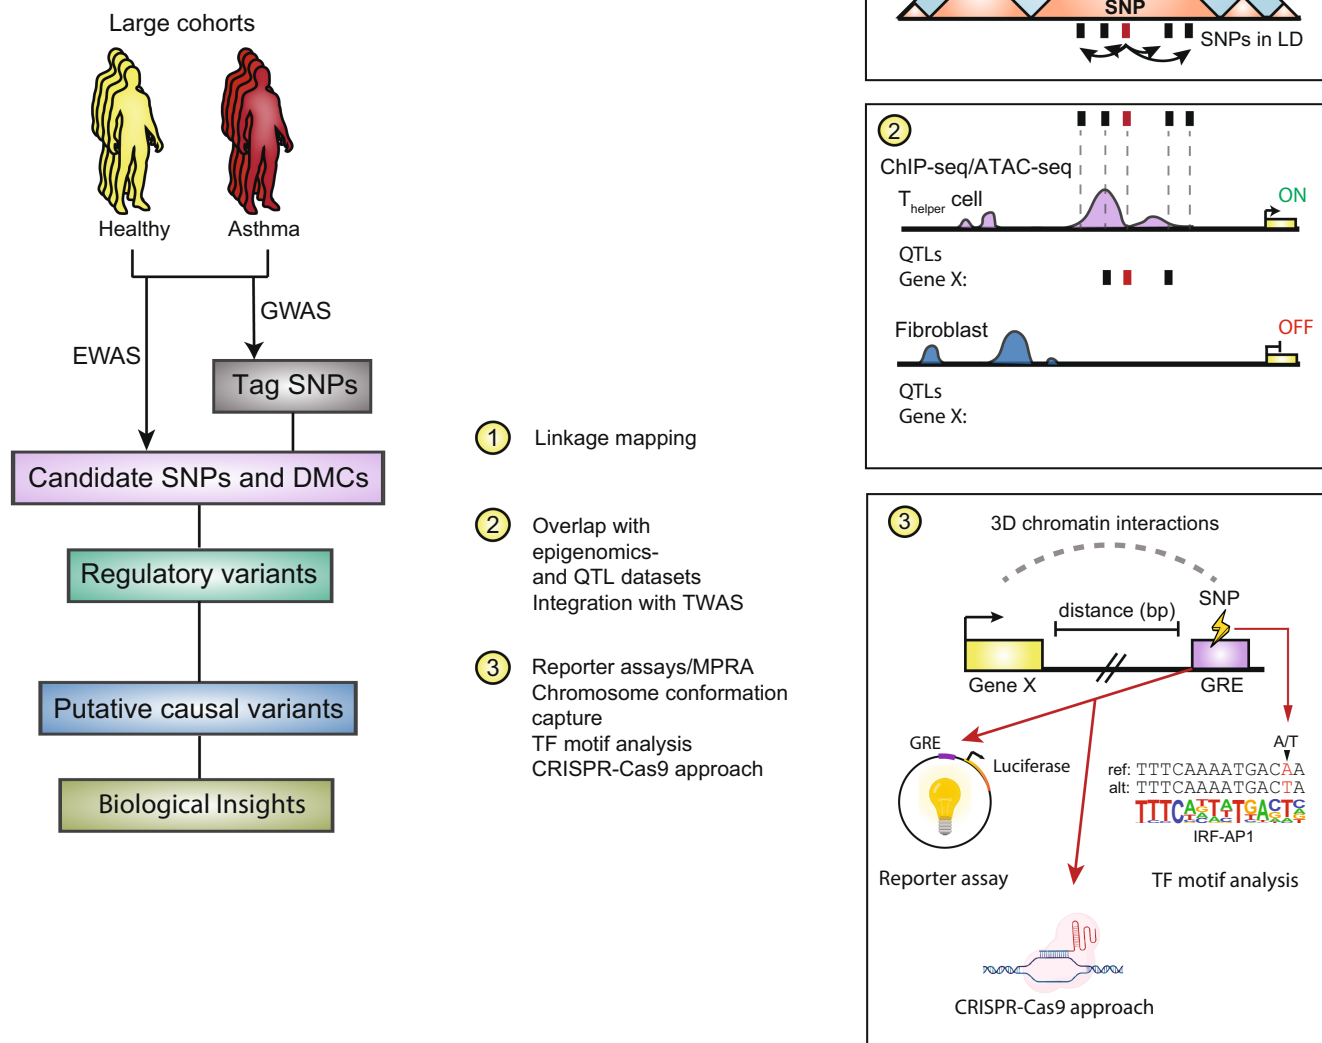 Large cohorts
Healthy
Asthma
EWAS
GWAS
Tag SNPs
Candidate SNPs and DMCs
Regulatory variants
Putative causal variants
Biological Insights
1
Linkage mapping
2
Overlap with
epigenomics-
and QTL datasets
Integration with TWAS
3
Reporter assays/MPRA
Chromosome conformation
capture
TF motif analysis
CRISPR-Cas9 approach
SNP
SNPs in LD
2
ChIP-seq/ATAC-seq
Thelper cell
ON
QTLs
Gene X:
Fibroblast
OFF
QTLs
Gene X:
3
3D chromatin interactions
SNP
distance (bp)
Gene X
GRE
GRE
Luciferase
A/T
ref: TTTCAAAATGACAA
alt: TTTCAAAATGACTA
IRF-AP1
Reporter assay
TF motif analysis
CRISPR-Cas9 approach